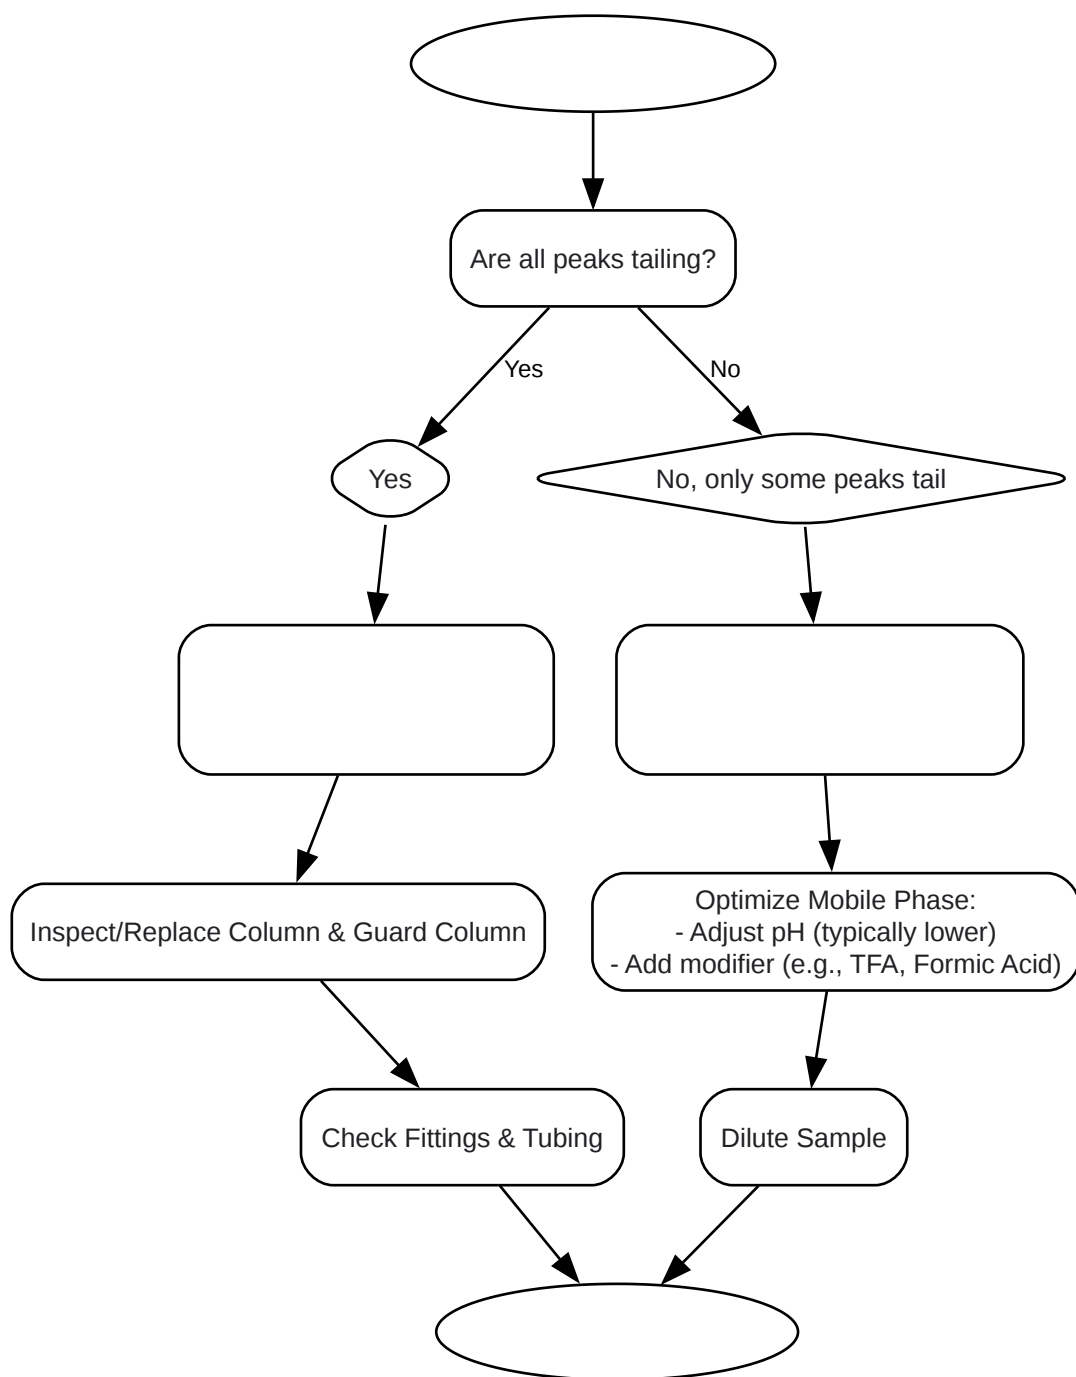 Are all peaks tailing?
Yes
No
Yes
No, only some peaks tail
Inspect/Replace Column & Guard Column
Optimize Mobile Phase:
- Adjust pH (typically lower)
- Add modifier (e.g., TFA, Formic Acid)
Check Fittings & Tubing
Dilute Sample